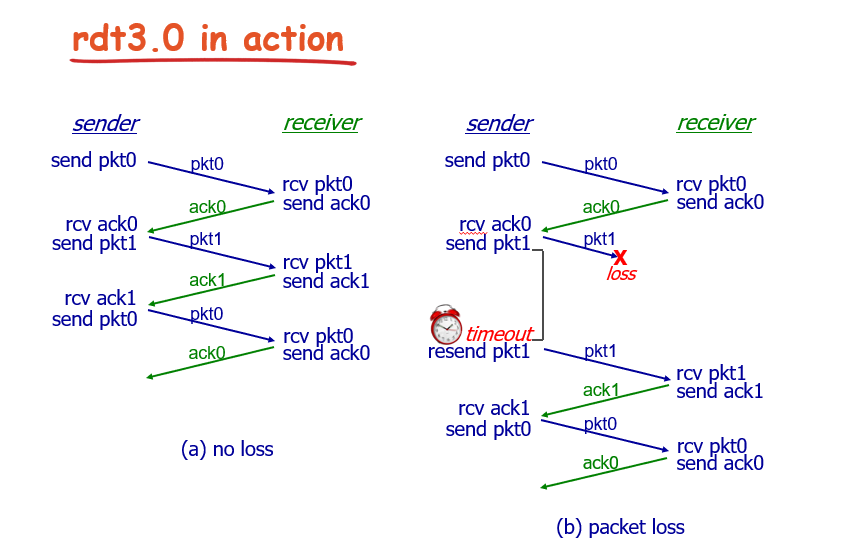 rdt3.0 in action
sender
receiver
send pkt0
pkt0
rcv pkt0
send ack0
ack0
rcv ack0
send pkt1
pkt1
rcv pkt1
send ack1
ack1
rcv ack1
send pkt0
pkt0
rcv pkt0
send ack0
ack0
(a) no loss
sender
receiver
send pkt0
pkt0
rcv pkt0
send ack0
ack0
rcv ack0
send pkt1
pkt1
X
loss
timeout
resend pkt1
pkt1
rcv pkt1
send ack1
ack1
rcv ack1
send pkt0
pkt0
rcv pkt0
send ack0
ack0
(b) packet loss